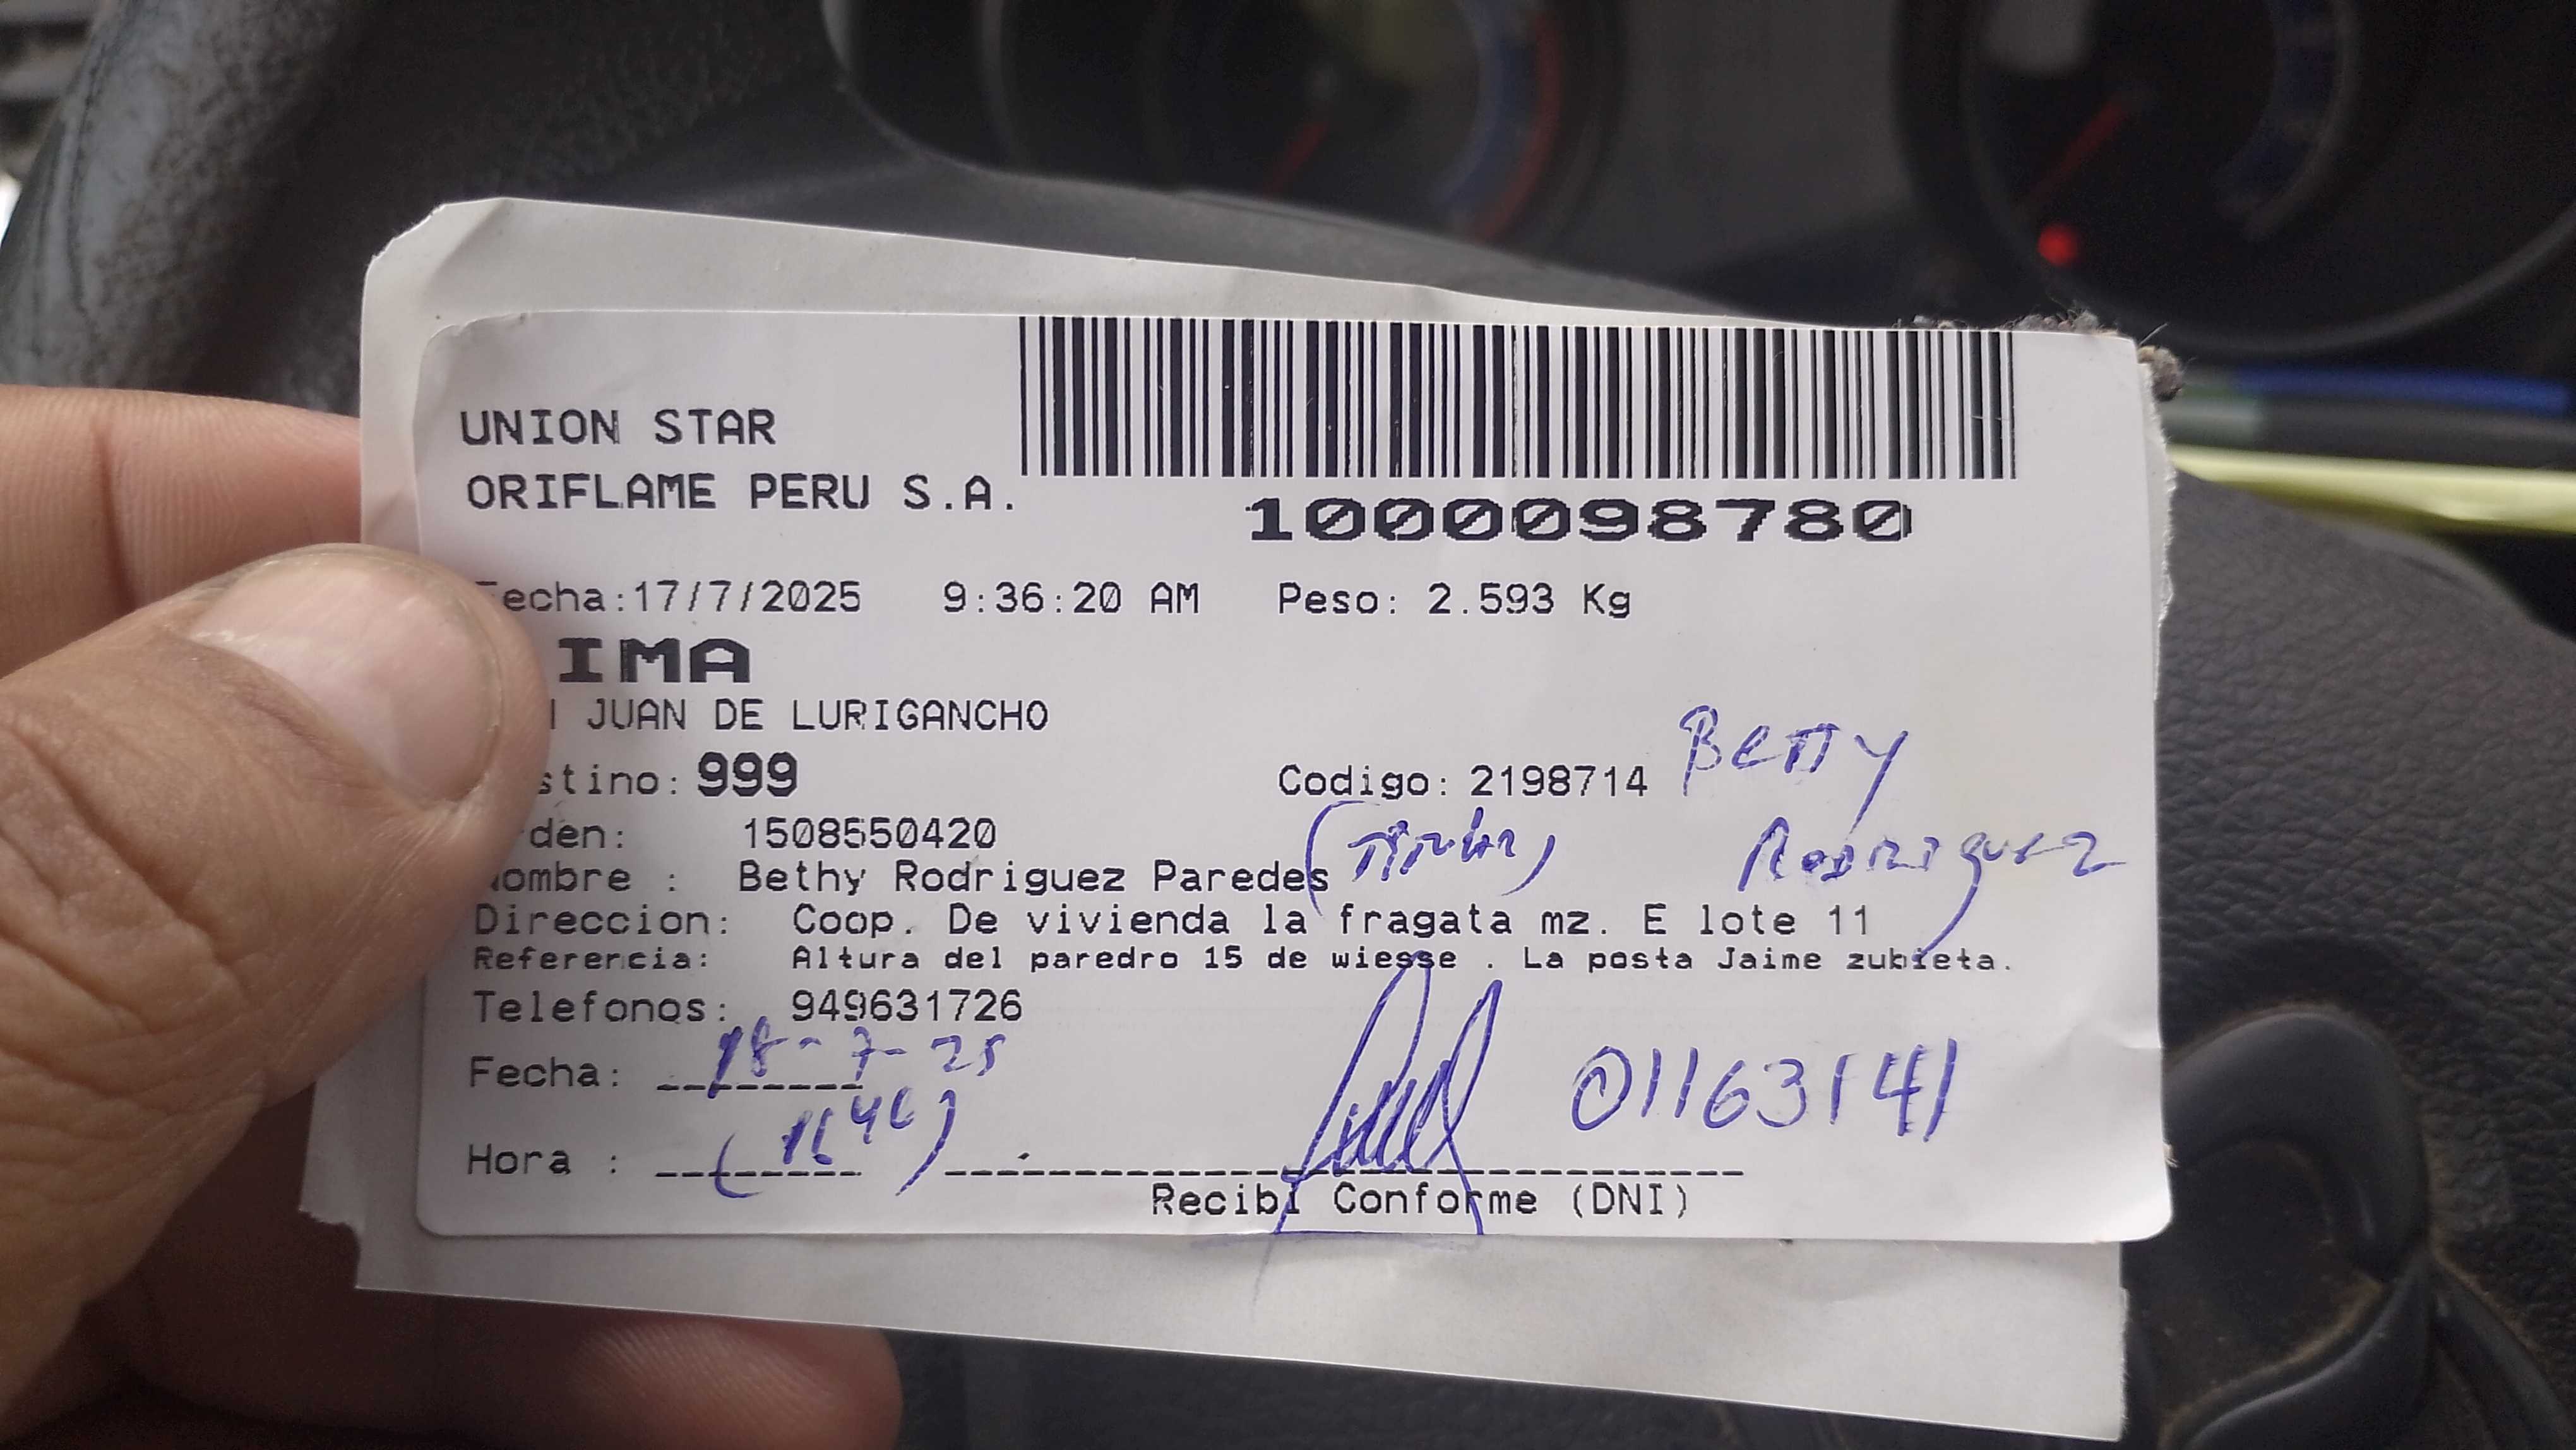 UNION STAR
ORIFLAME PERU S.A.
1000098780
Fecha:17/7/2025 9:36:20 AM Peso: 2.593 Kg
IMA
JUAN DE LURIGANCHO
stino: 999 Codigo: 2198714 Betty
den: 1508550420 Rodriguez
ombre : Bethy Rodriguez Paredes
Direccion: Coop. De vivienda la fragata mz. E lote 11
Referencia: Altura del paredro 15 de wiesse . La posta Jaime zubieta.
Telefonos: 949631726
Fecha: 18-7-25
01163141
Hora :
Recibi Conforme (DNI)